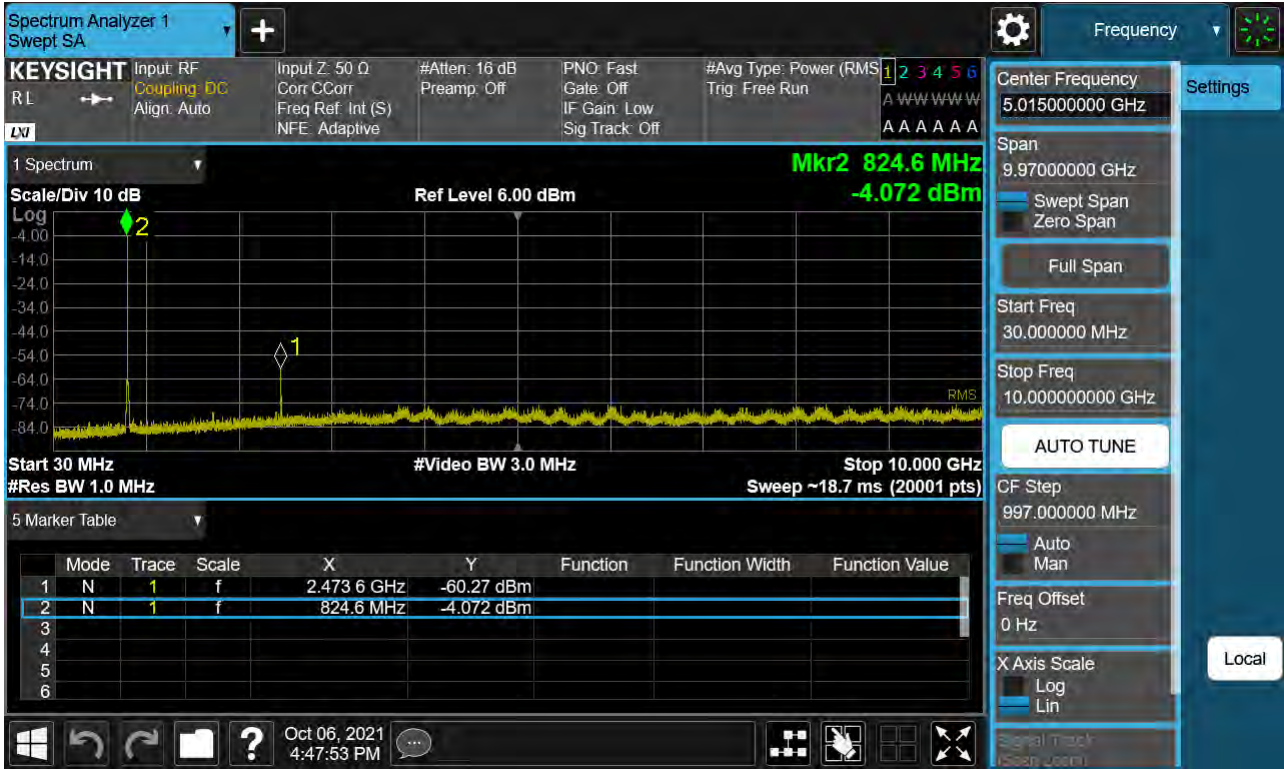 Spectrum Analyzer 1
Swept SA
+
Frequency
KEYSIGHT
RL
LXI
Input: RF
Coupling: DC
Align: Auto
Input Z: 50 Ω
Corr CCorr
Freq Ref: Int (S)
NFE: Adaptive
#Atten: 16 dB
Preamp: Off
PNO: Fast
Gate: Off
IF Gain: Low
Sig Track: Off
#Avg Type: Power (RMS
Trig: Free Run
1 2 3 4 5 6
A W W W W W
A A A A A A
1 Spectrum
Mkr2 824.6 MHz
Scale/Div 10 dB
Ref Level 6.00 dBm
-4.072 dBm
Log
2
-4.00
-14.0
-24.0
-34.0
-44.0
1
-54.0
-64.0
RMS
-74.0
-84.0
Start 30 MHz
#Video BW 3.0 MHz
Stop 10.000 GHz
#Res BW 1.0 MHz
Sweep ~18.7 ms (20001 pts)
5 Marker Table
Mode Trace Scale X Y Function Function Width Function Value
1 N 1 f 2.473 6 GHz -60.27 dBm
2 N 1 f 824.6 MHz -4.072 dBm
3
4
5
6
?
Oct 06, 2021
4:47:53 PM
Center Frequency
5.015000000 GHz
Settings
Span
9.97000000 GHz
Swept Span
Zero Span
Full Span
Start Freq
30.000000 MHz
Stop Freq
10.000000000 GHz
AUTO TUNE
CF Step
997.000000 MHz
Auto
Man
Freq Offset
0 Hz
X Axis Scale
Log
Lin
Local
Signal Track
(Span Zoom)